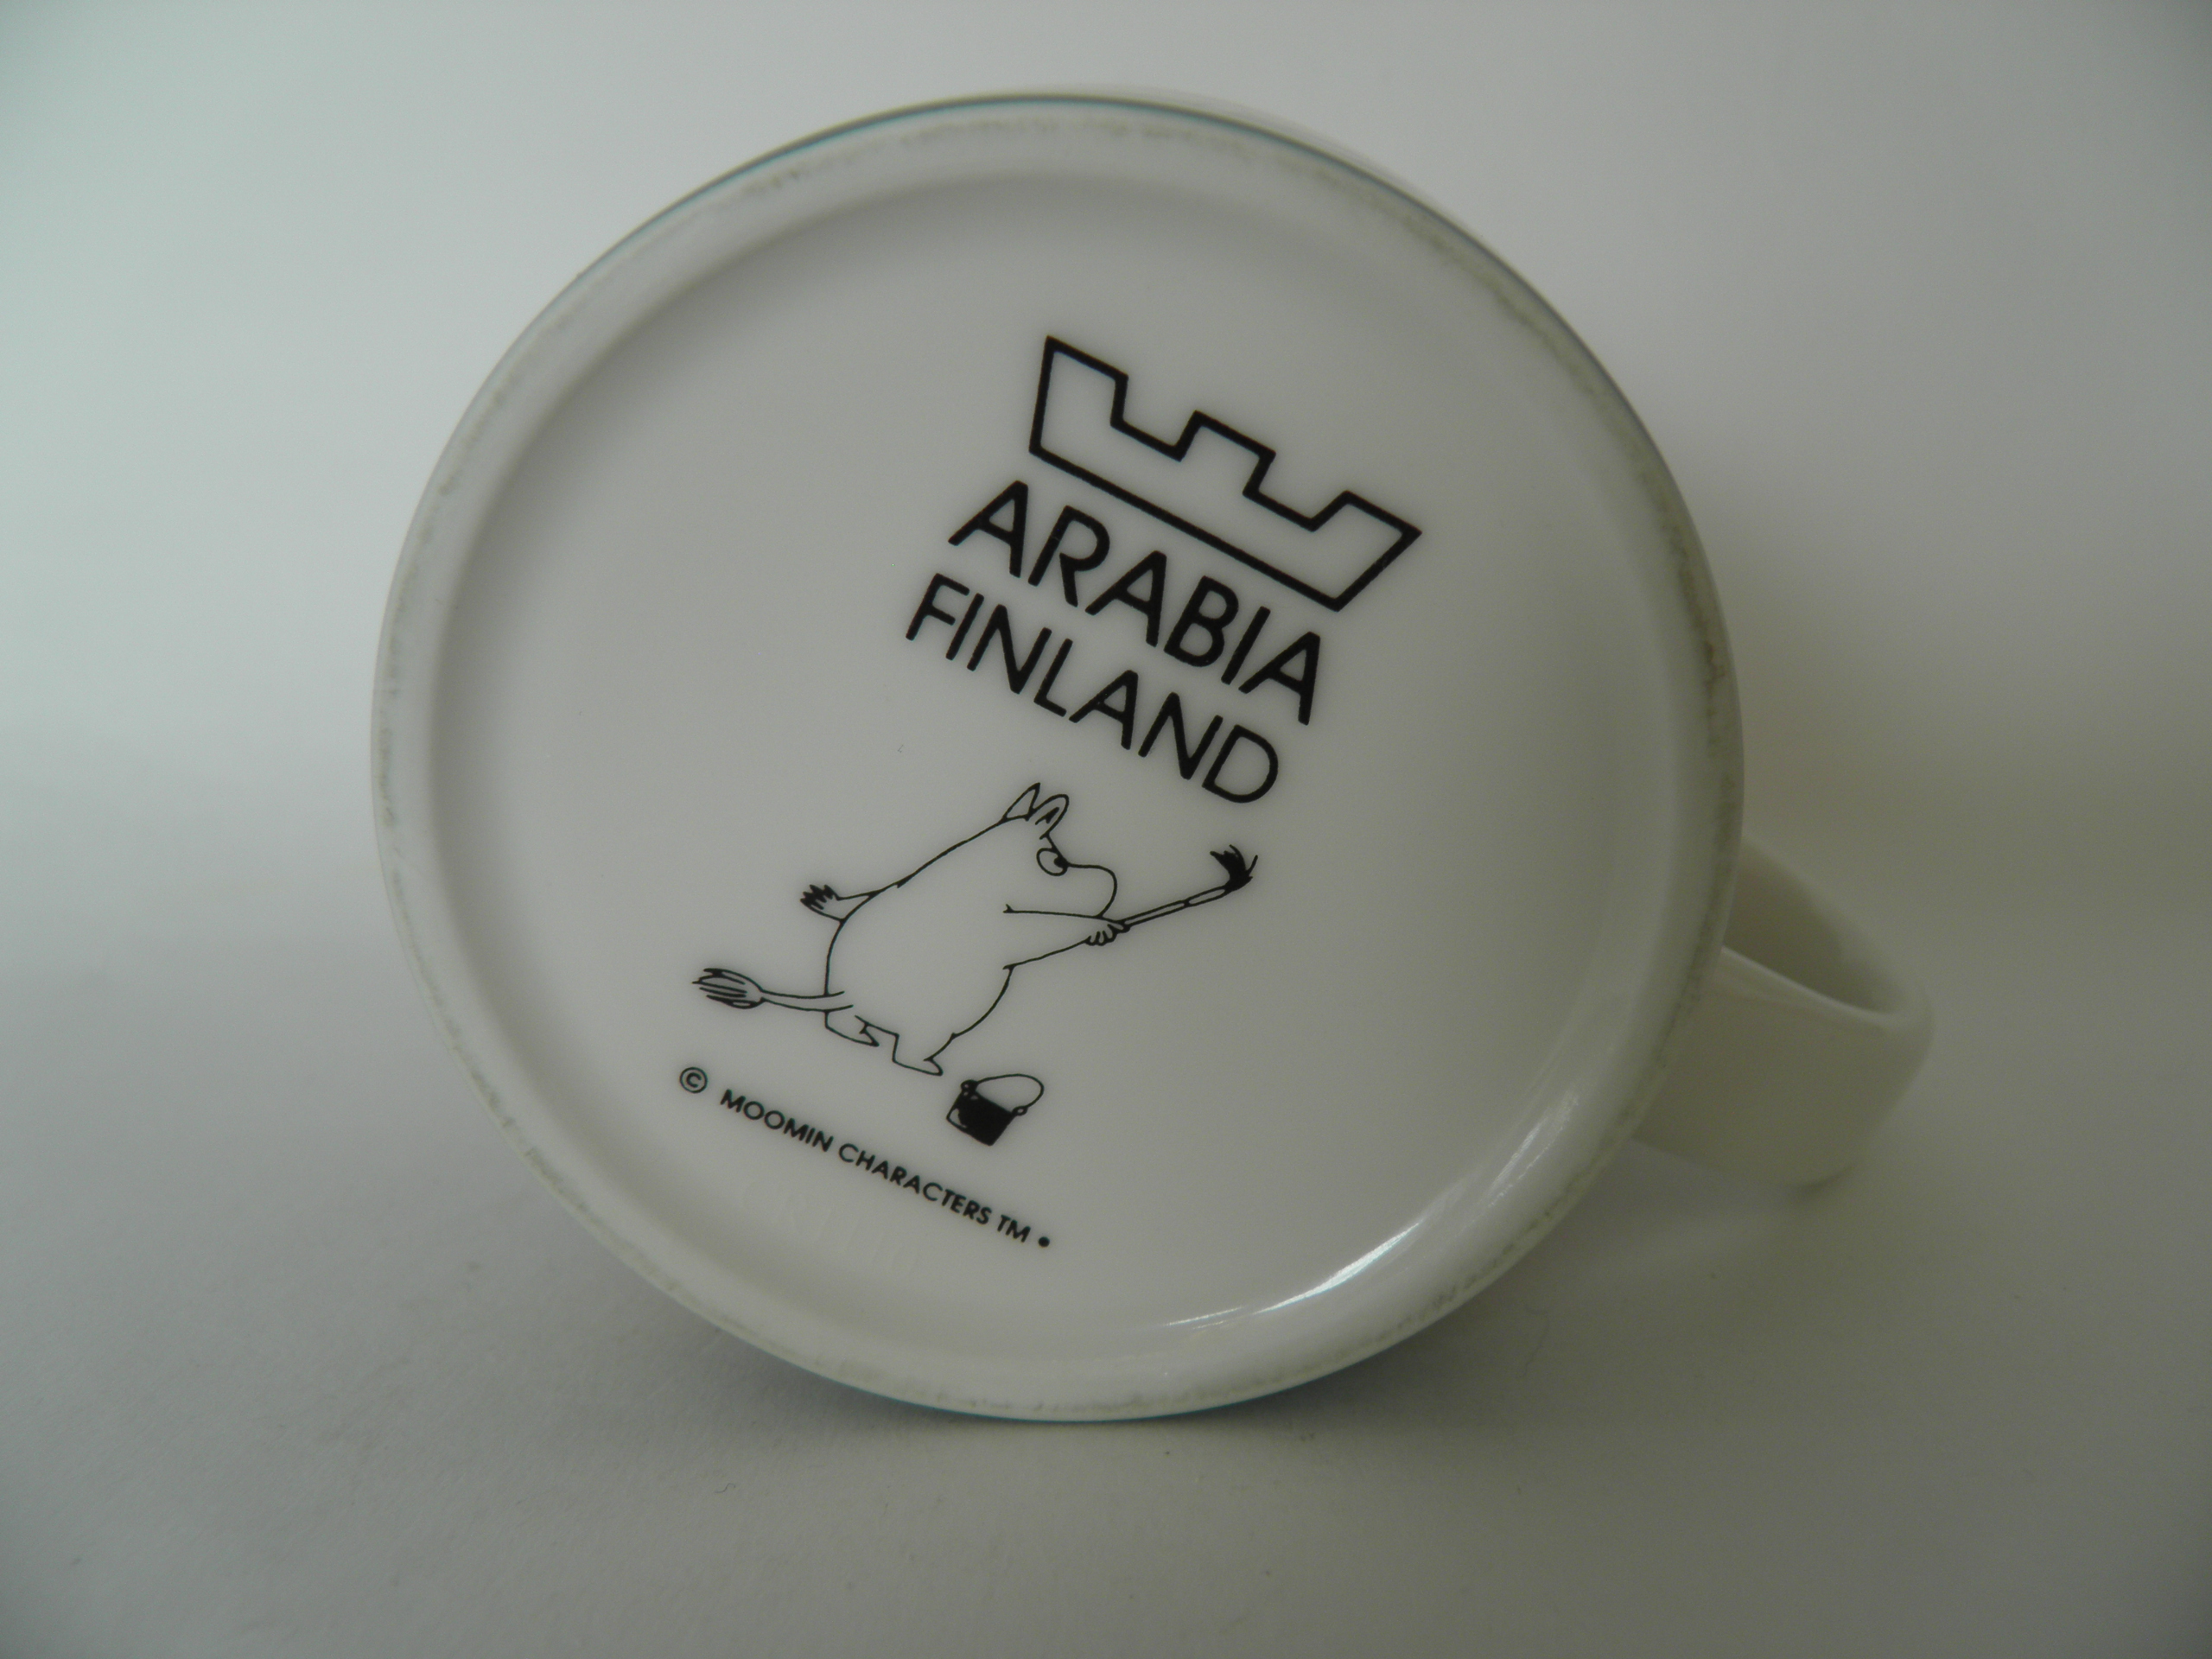 ARABIA
FINLAND
© MOOMIN CHARACTERS TM •